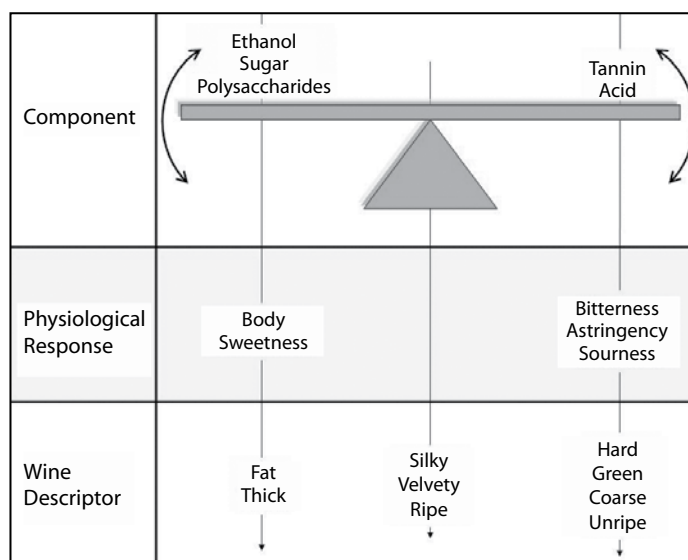 Component
Ethanol
Sugar
Polysaccharides
Tannin
Acid
Physiological
Response
Body
Sweetness
Bitterness
Astringency
Sourness
Wine
Descriptor
Fat
Thick
Silky
Velvety
Ripe
Hard
Green
Coarse
Unripe